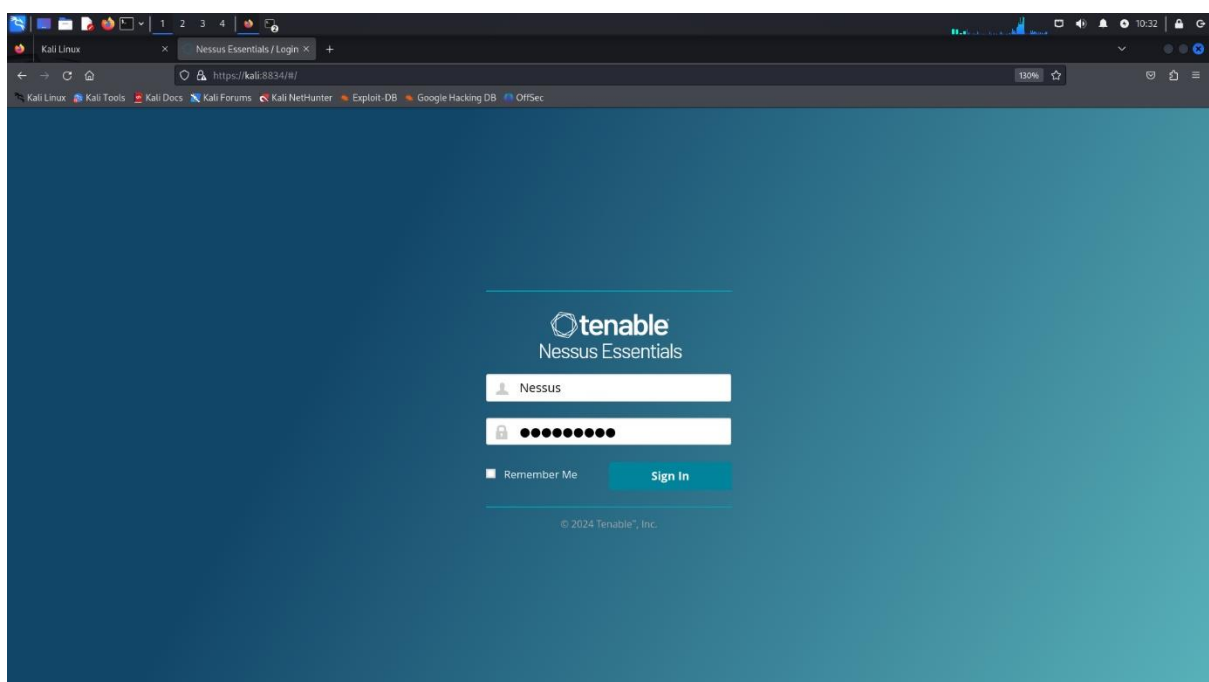 1 2 3 4 2 10:32
Kali Linux Nessus Essentials / Login
https://kali:8834/#/ 130%
Kali Linux Kali Tools Kali Docs Kali Forums Kali NetHunter Exploit-DB Google Hacking DB OffSec
tenable
Nessus Essentials
Nessus
Remember Me Sign In
© 2024 Tenable™, Inc.